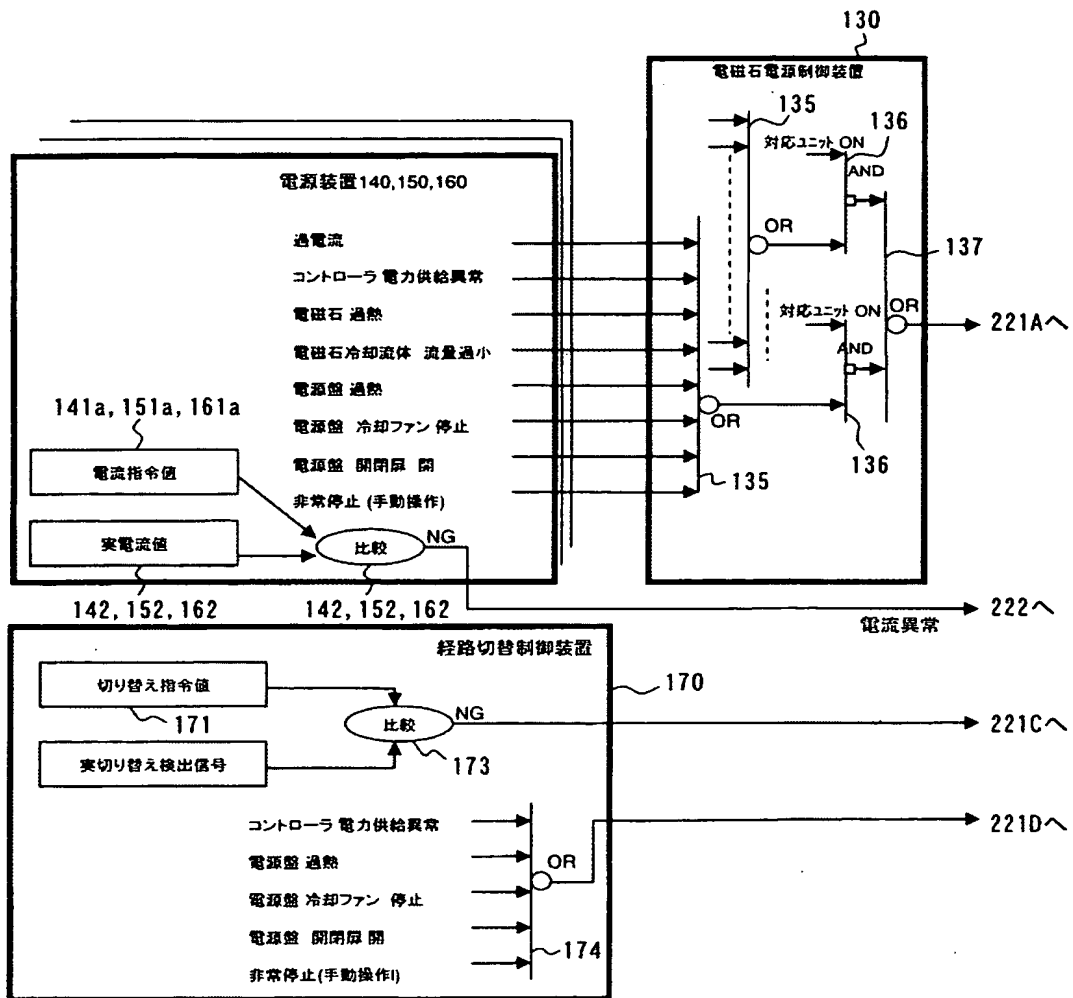 130
電磁石電源制御装置
135
対応ユニット ON
136
AND
OR
137
対応ユニット ON
AND
OR
221Aへ
136
OR
135
電源装置140,150,160
過電流
コントローラ 電力供給異常
電磁石 過熱
電磁石冷却流体 流量過小
電源盤 過熱
電源盤 冷却ファン 停止
電源盤 開閉扉 開
非常停止 (手動操作)
141a, 151a, 161a
電流指令値
実電流値
比較
NG
142, 152, 162
142, 152, 162
222へ
電流異常
経路切替制御装置
170
切り替え指令値
171
実切り替え検出信号
比較
NG
173
221Cへ
コントローラ 電力供給異常
電源盤 過熱
電源盤 冷却ファン 停止
電源盤 開閉扉 開
非常停止(手動操作I)
OR
174
221Dへ